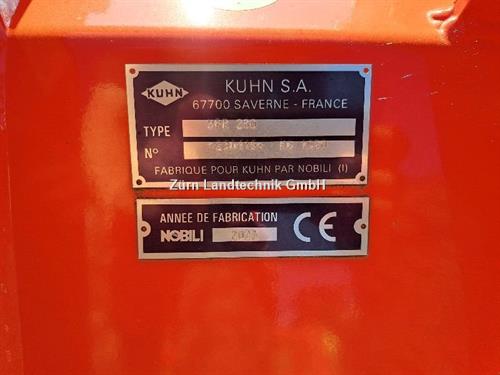 KUHN
KUHN S.A.
67700 SAVERNE - FRANCE
TYPE
N°
FABRIQUE POUR KUHN PAR NOBILI (I)
Zürn Landtechnik GmbH
ANNEE DE FABRICATION
NOBILI
CE